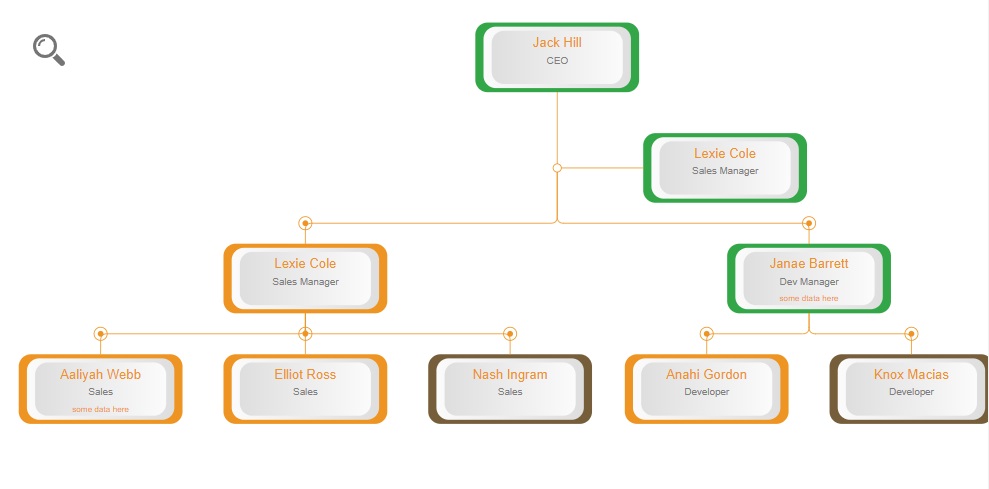 Jack Hill
CEO
Lexie Cole
Sales Manager
Lexie Cole
Sales Manager
Janae Barrett
Dev Manager
some dtata here
Aaliyah Webb
Sales
some data here
Elliot Ross
Sales
Nash Ingram
Sales
Anahi Gordon
Developer
Knox Macias
Developer